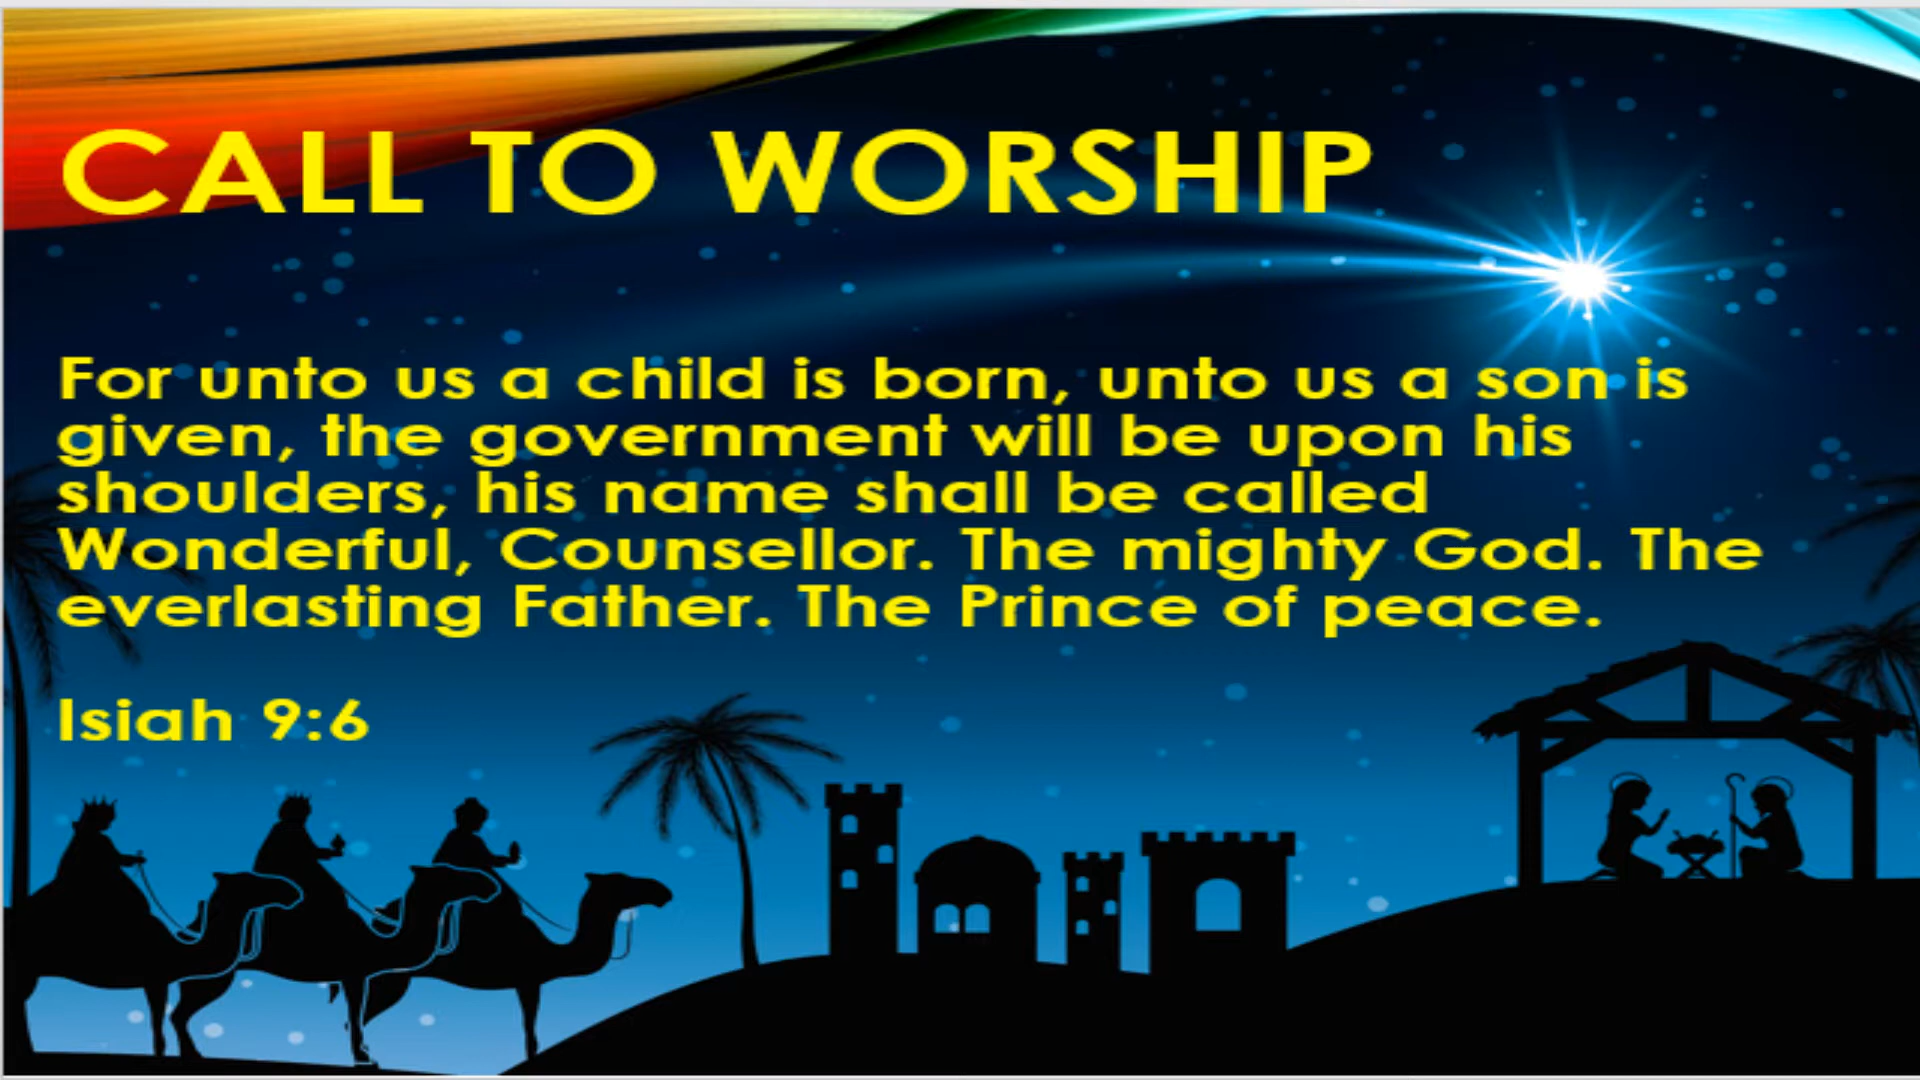 CALL TO WORSHIP
For unto us a child is born, unto us a son is
given, the government will be upon his
shoulders, his name shall be called
Wonderful, Counsellor. The mighty God. The
everlasting Father. The Prince of peace.
Isiah 9:6